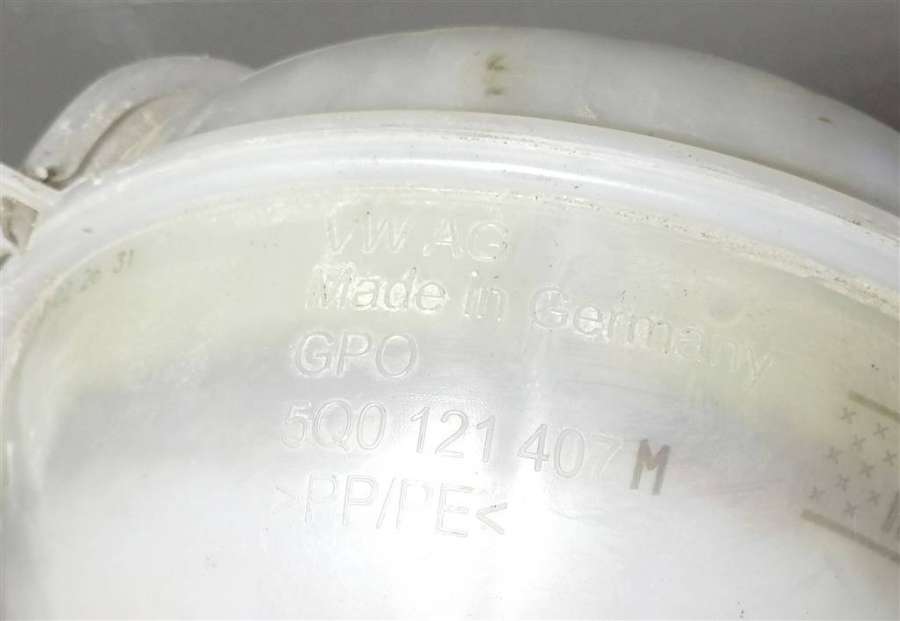 VW AG
Made in Germany
GPO
5Q0 121 407 M
>PP/PE<